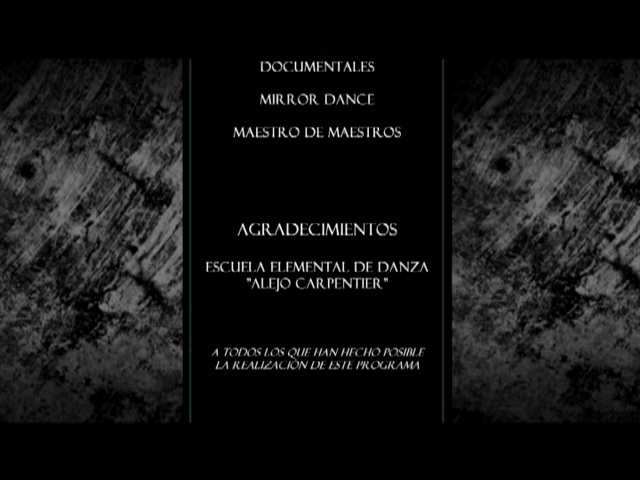 DOCUMENTALES
MIRROR DANCE
MAESTRO DE MAESTROS
AGRADECIMIENTOS
ESCUELA ELEMENTAL DE DANZA
"ALEJO CARPENTIER"
A TODOS LOS QUE HAN HECHO POSIBLE
LA REALIZACIÒN DE ESTE PROGRAMA